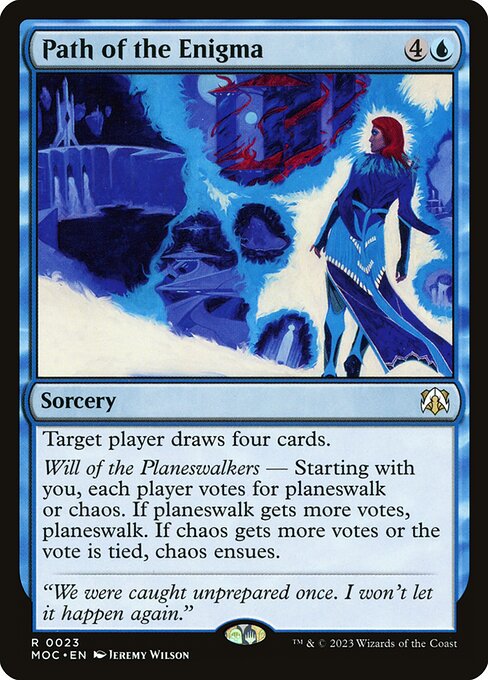 Path of the Enigma 4
Sorcery
Target player draws four cards.
Will of the Planeswalkers — Starting with
you, each player votes for planeswalk
or chaos. If planeswalk gets more votes,
planeswalk. If chaos gets more votes or the
vote is tied, chaos ensues.
“We were caught unprepared once. I won’t let
it happen again.”
R 0023
MOC • EN Jeremy Wilson
™ & © 2023 Wizards of the Coast